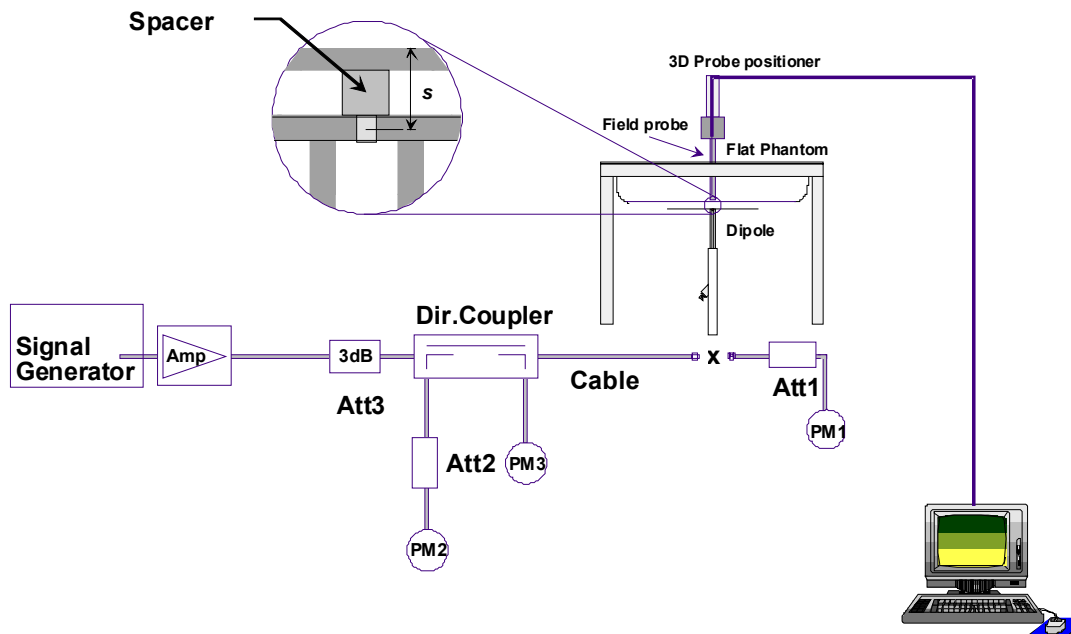 Spacer
s
3D Probe positioner
Field probe
Flat Phantom
Dipole
Dir.Coupler
Signal
Generator
Amp
3dB
Att3
Cable
x
Att1
PM1
Att2
PM3
PM2